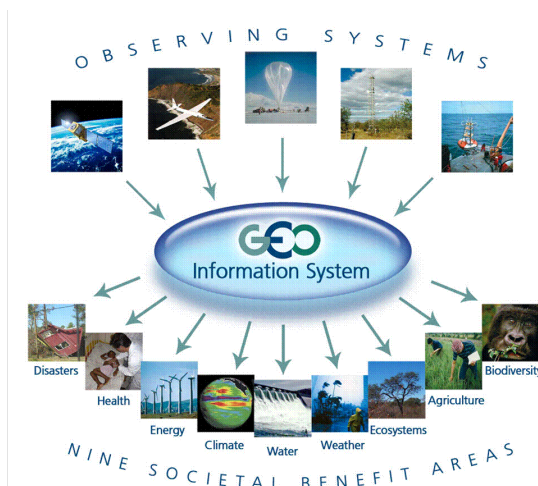 OBSERVING SYSTEMS
GEO
Information System
Disasters
Health
Energy
Climate
Water
Weather
Ecosystems
Agriculture
Biodiversity
NINE SOCIETAL BENEFIT AREAS